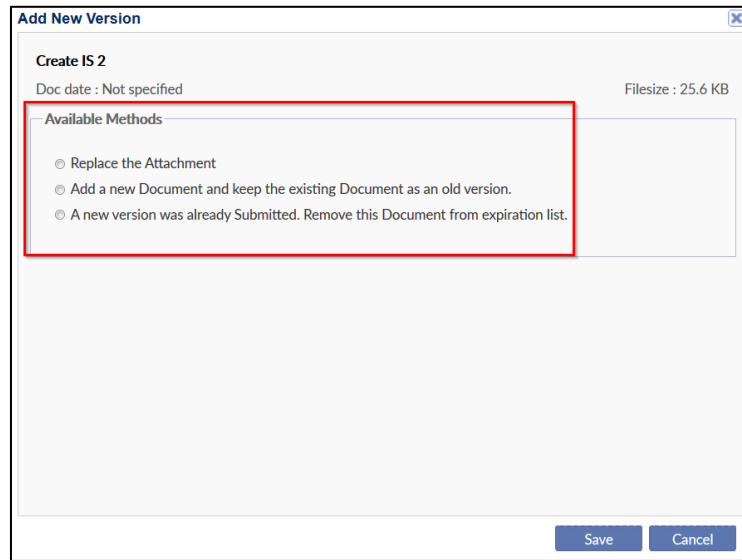 Add New Version
Create IS 2
Doc date : Not specified
Filesize : 25.6 KB
Available Methods
Replace the Attachment
Add a new Document and keep the existing Document as an old version.
A new version was already Submitted. Remove this Document from expiration list.
Save
Cancel